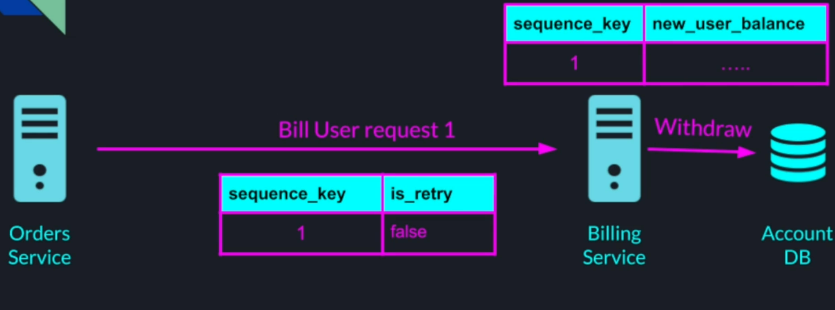 sequence_key new_user_balance
1 .....
Bill User request 1
Withdraw
sequence_key is_retry
1 false
Orders
Service
Billing
Service
Account
DB